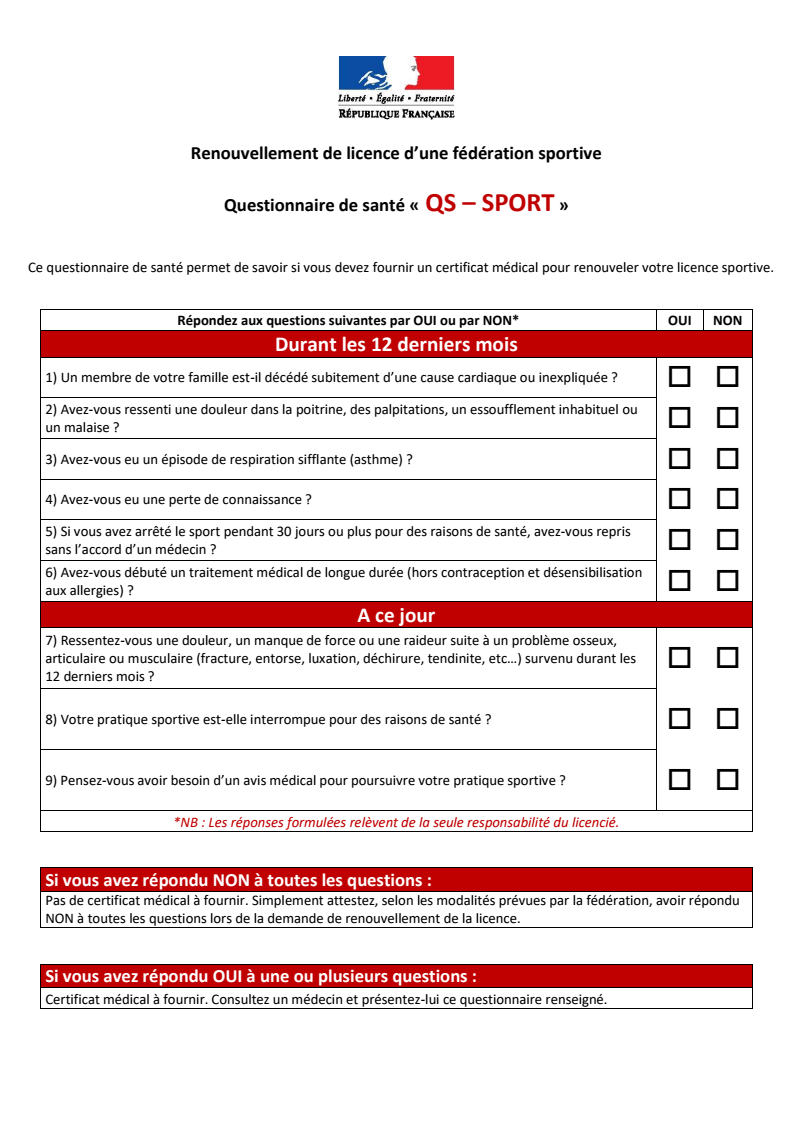 Liberté • Égalité • Fraternité
RÉPUBLIQUE FRANÇAISE
Renouvellement de licence d’une fédération sportive
Questionnaire de santé « QS – SPORT »
Ce questionnaire de santé permet de savoir si vous devez fournir un certificat médical pour renouveler votre licence sportive.
Répondez aux questions suivantes par OUI ou par NON* OUI NON
Durant les 12 derniers mois
1) Un membre de votre famille est-il décédé subitement d’une cause cardiaque ou inexpliquée ?
2) Avez-vous ressenti une douleur dans la poitrine, des palpitations, un essoufflement inhabituel ou
un malaise ?
3) Avez-vous eu un épisode de respiration sifflante (asthme) ?
4) Avez-vous eu une perte de connaissance ?
5) Si vous avez arrêté le sport pendant 30 jours ou plus pour des raisons de santé, avez-vous repris
sans l’accord d’un médecin ?
6) Avez-vous débuté un traitement médical de longue durée (hors contraception et désensibilisation
aux allergies) ?
A ce jour
7) Ressentez-vous une douleur, un manque de force ou une raideur suite à un problème osseux,
articulaire ou musculaire (fracture, entorse, luxation, déchirure, tendinite, etc…) survenu durant les
12 derniers mois ?
8) Votre pratique sportive est-elle interrompue pour des raisons de santé ?
9) Pensez-vous avoir besoin d’un avis médical pour poursuivre votre pratique sportive ?
*NB : Les réponses formulées relèvent de la seule responsabilité du licencié.
Si vous avez répondu NON à toutes les questions :
Pas de certificat médical à fournir. Simplement attestez, selon les modalités prévues par la fédération, avoir répondu
NON à toutes les questions lors de la demande de renouvellement de la licence.
Si vous avez répondu OUI à une ou plusieurs questions :
Certificat médical à fournir. Consultez un médecin et présentez-lui ce questionnaire renseigné.